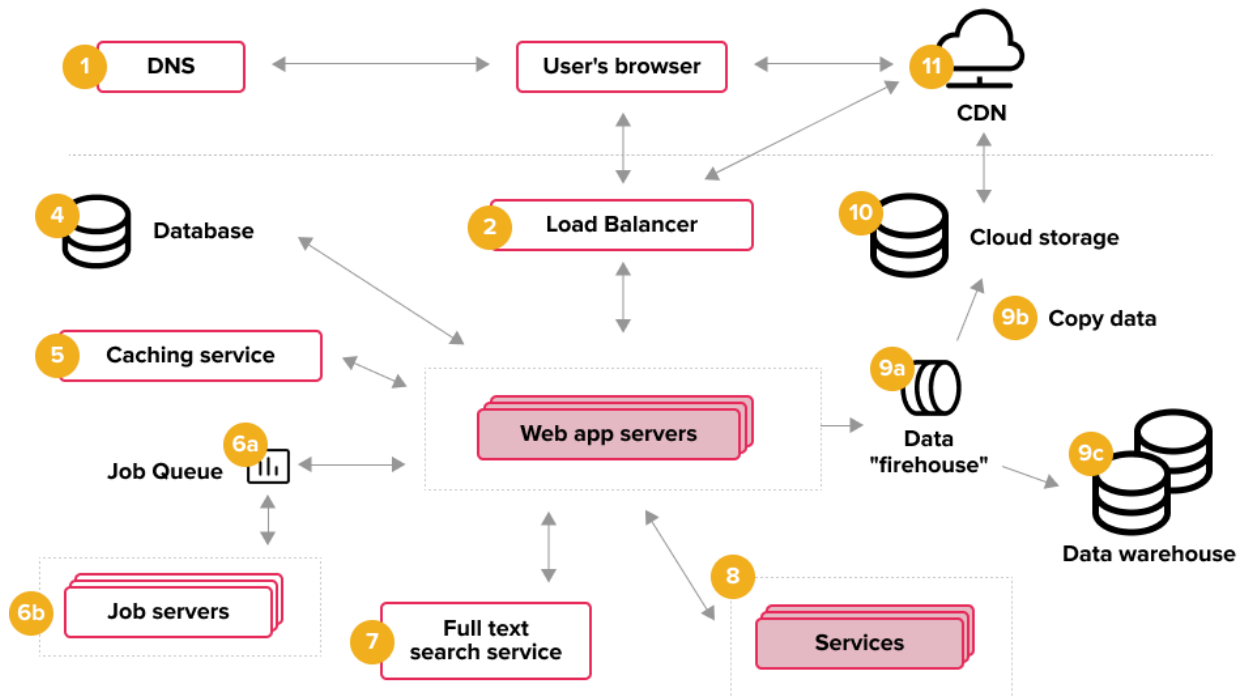 1
DNS
User's browser
11
CDN
4
Database
2
Load Balancer
10
Cloud storage
9b
Copy data
5
Caching service
9a
Data
"firehouse"
Web app servers
6a
Job Queue
9c
Data warehouse
6b
Job servers
7
Full text
search service
8
Services